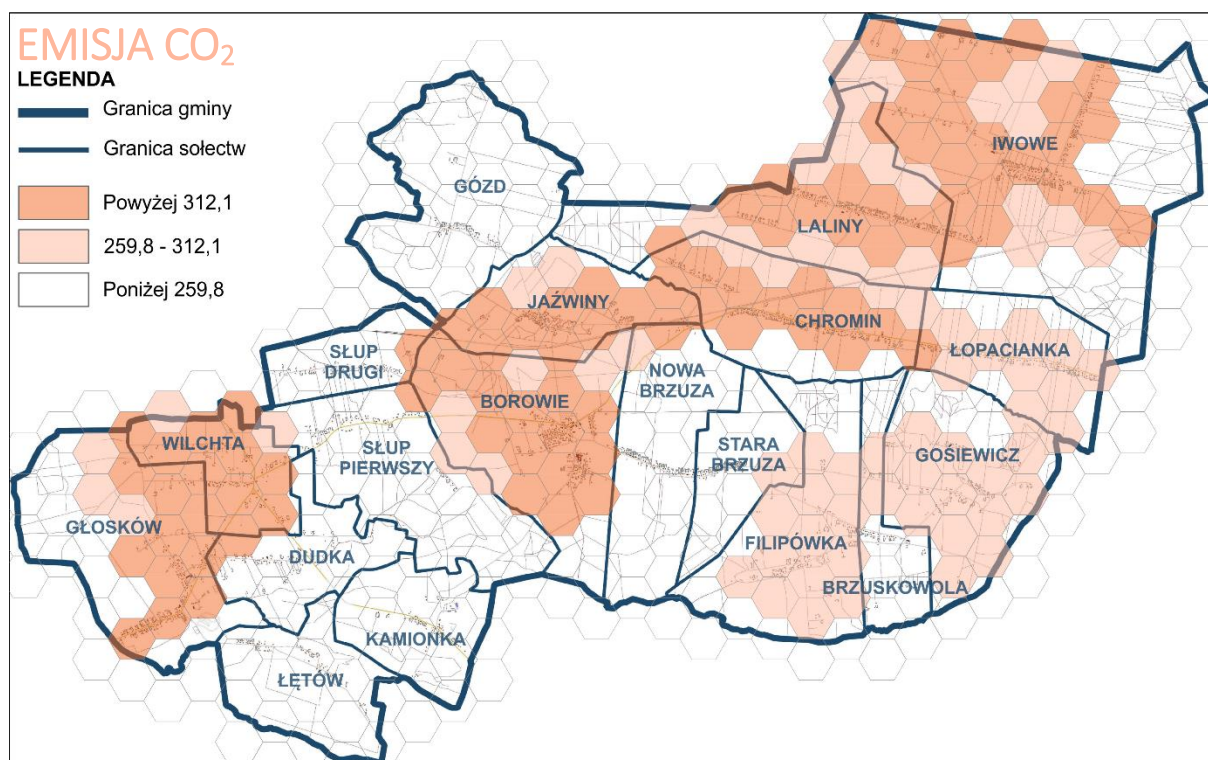 EMISJA CO₂
LEGENDA
Granica gminy
Granica sołectw
Powyżej 312,1
259,8 - 312,1
Poniżej 259,8
IWOWE
GÓZD
LALINY
JAŹWINY
CHROMIN
ŁOPACIANKA
SŁUP
DRUGI
NOWA
BRZUZA
BOROWIE
WILCHTA
SŁUP
PIERWSZY
STARA
BRZUZA
GOŚIEWICZ
GŁOSKÓW
DUDKA
FILIPÓWKA
BRZUSKOWOLA
KAMIONKA
ŁĘTÓW